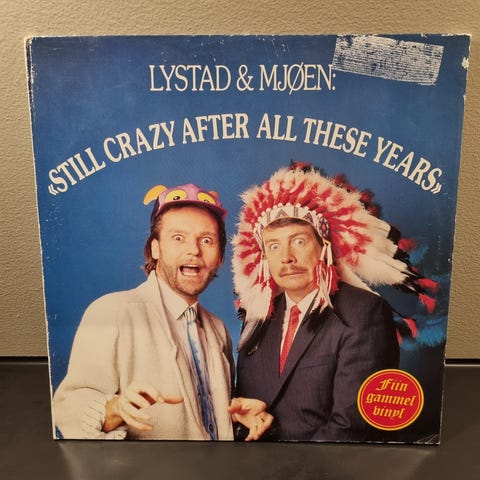 LYSTAD & MJØEN:
«STILL CRAZY AFTER ALL THESE YEARS»
Fiin
gammel
vinyl